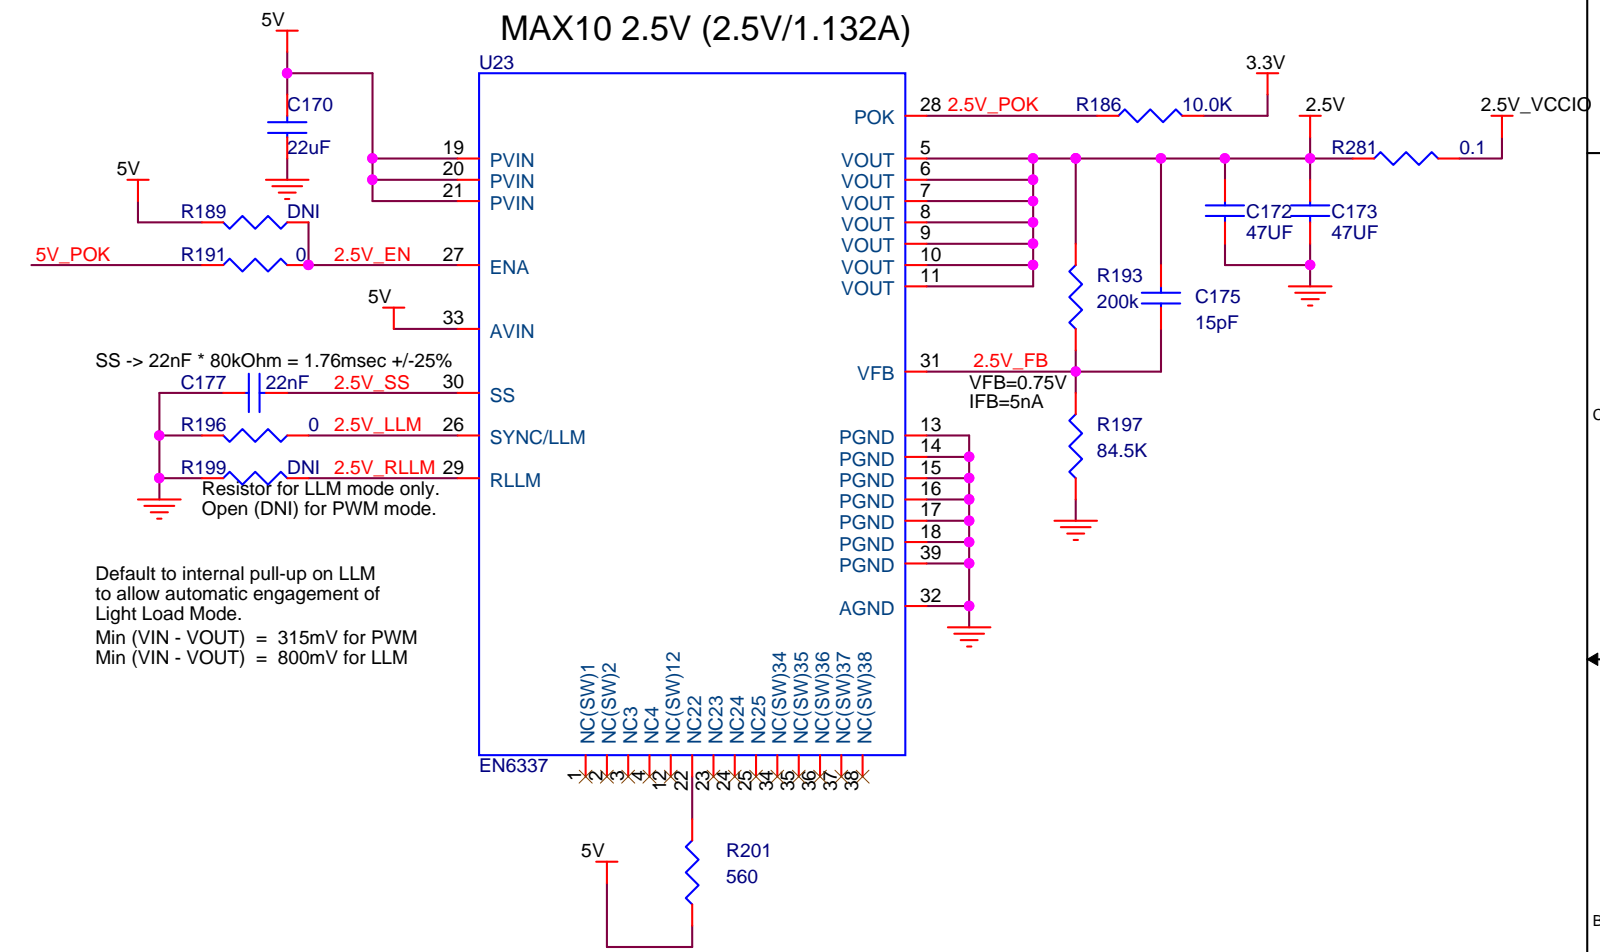 MAX10 2.5V (2.5V/1.132A)
5V
U23
3.3V
C170
22uF
28 2.5V_POK R186 10.0K
POK
2.5V
2.5V_VCCIO
19 PVIN
20 PVIN
21 PVIN
5 VOUT
6 VOUT
7 VOUT
8 VOUT
9 VOUT
10 VOUT
11 VOUT
R281 0.1
5V
R189 DNI
C172 47UF
C173 47UF
5V_POK R191 0 2.5V_EN 27 ENA
R193
200k
C175
15pF
5V
33 AVIN
SS -> 22nF * 80kOhm = 1.76msec +/-25%
C177 22nF 2.5V_SS 30 SS
VFB 31 2.5V_FB
VFB=0.75V
IFB=5nA
R196 0 2.5V_LLM 26 SYNC/LLM
R199 DNI 2.5V_RLLM 29 RLLM
Resistor for LLM mode only.
Open (DNI) for PWM mode.
R197
84.5K
PGND 13
PGND 14
PGND 15
PGND 16
PGND 17
PGND 18
PGND 39
AGND 32
C
Default to internal pull-up on LLM
to allow automatic engagement of
Light Load Mode.
Min (VIN - VOUT) = 315mV for PWM
Min (VIN - VOUT) = 800mV for LLM
NC(SW)1
NC(SW)2
NC3
NC4
NC(SW)12
NC22
NC23
NC24
NC25
NC(SW)34
NC(SW)35
NC(SW)36
NC(SW)37
NC(SW)38
EN6337
1
2
3
4
12
22
23
24
25
34
35
36
37
38
5V
R201
560
B